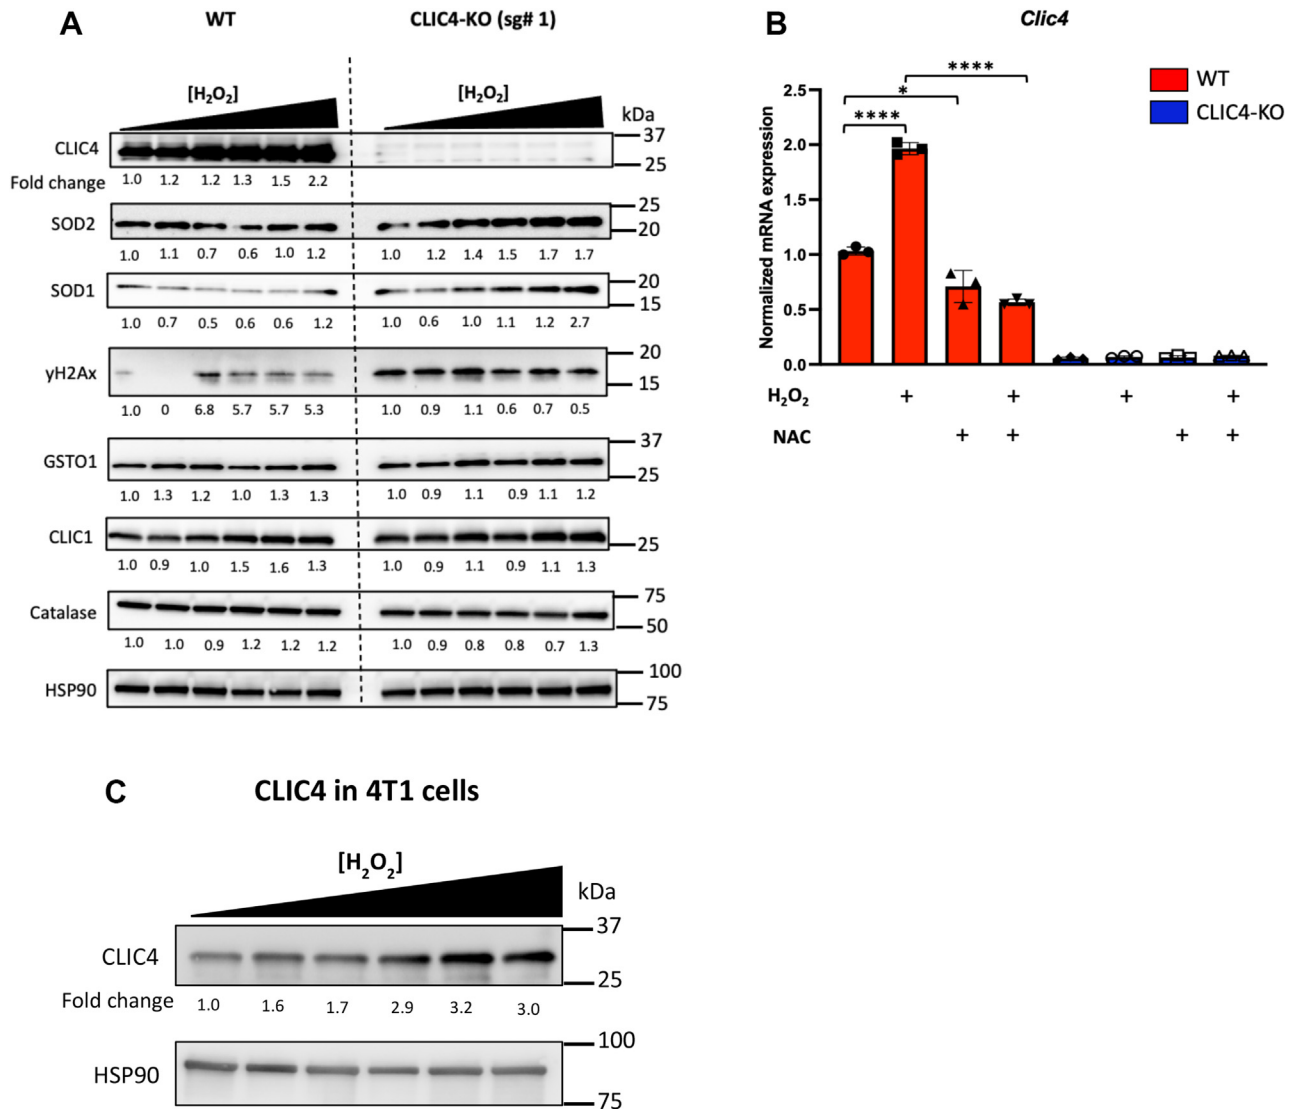 A
WT
CLIC4-KO (sg# 1)
[H₂O₂]
[H₂O₂]
kDa
CLIC4
37
25
Fold change
1.0 1.2 1.2 1.3 1.5 2.2
SOD2
25
20
1.0 1.1 0.7 0.6 1.0 1.2
1.0 1.2 1.4 1.5 1.7 1.7
SOD1
20
15
1.0 0.7 0.5 0.6 0.6 1.2
1.0 0.6 1.0 1.1 1.2 2.7
yH2Ax
20
15
1.0 0 6.8 5.7 5.7 5.3
1.0 0.9 1.1 0.6 0.7 0.5
GSTO1
37
25
1.0 1.3 1.2 1.0 1.3 1.3
1.0 0.9 1.1 0.9 1.1 1.2
CLIC1
25
1.0 0.9 1.0 1.5 1.6 1.3
1.0 0.9 1.1 0.9 1.1 1.3
Catalase
75
50
1.0 1.0 0.9 1.2 1.2 1.2
1.0 0.9 0.8 0.8 0.7 1.3
HSP90
100
75
B
Clic4
WT
CLIC4-KO
Normalized mRNA expression
2.5
2.0
1.5
1.0
0.5
0.0
****
*
****
H₂O₂ + + + +
NAC + + + +
C
CLIC4 in 4T1 cells
[H₂O₂]
kDa
CLIC4
37
25
Fold change
1.0 1.6 1.7 2.9 3.2 3.0
HSP90
100
75